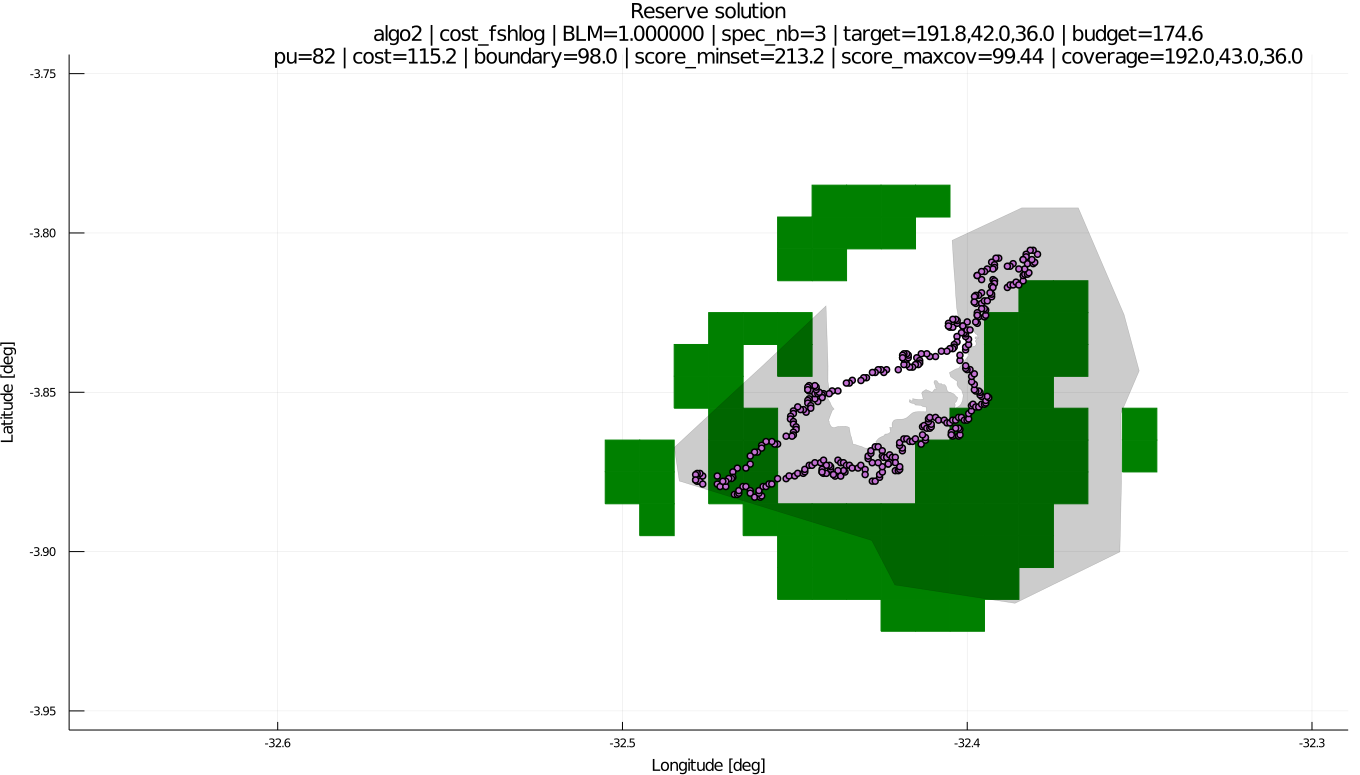 Reserve solution
algo2 | cost_fshlog | BLM=1.000000 | spec_nb=3 | target=191.8,42.0,36.0 | budget=174.6
pu=82 | cost=115.2 | boundary=98.0 | score_minset=213.2 | score_maxcov=99.44 | coverage=192.0,43.0,36.0
-3.75
-3.80
-3.85
-3.90
-3.95
Latitude [deg]
-32.6
-32.5
-32.4
-32.3
Longitude [deg]